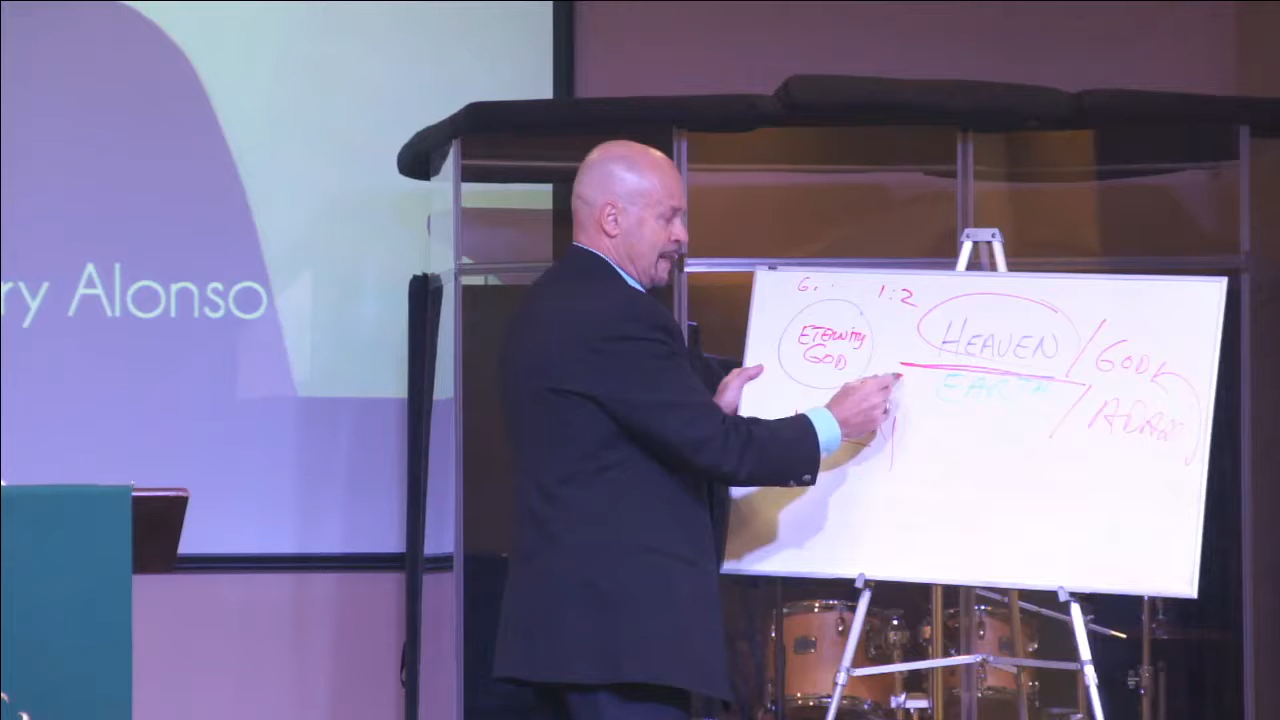 ry Alonso
1:2
ETERNITY
GOD
HEAVEN
EARTH
/ GOD
/ ADAM